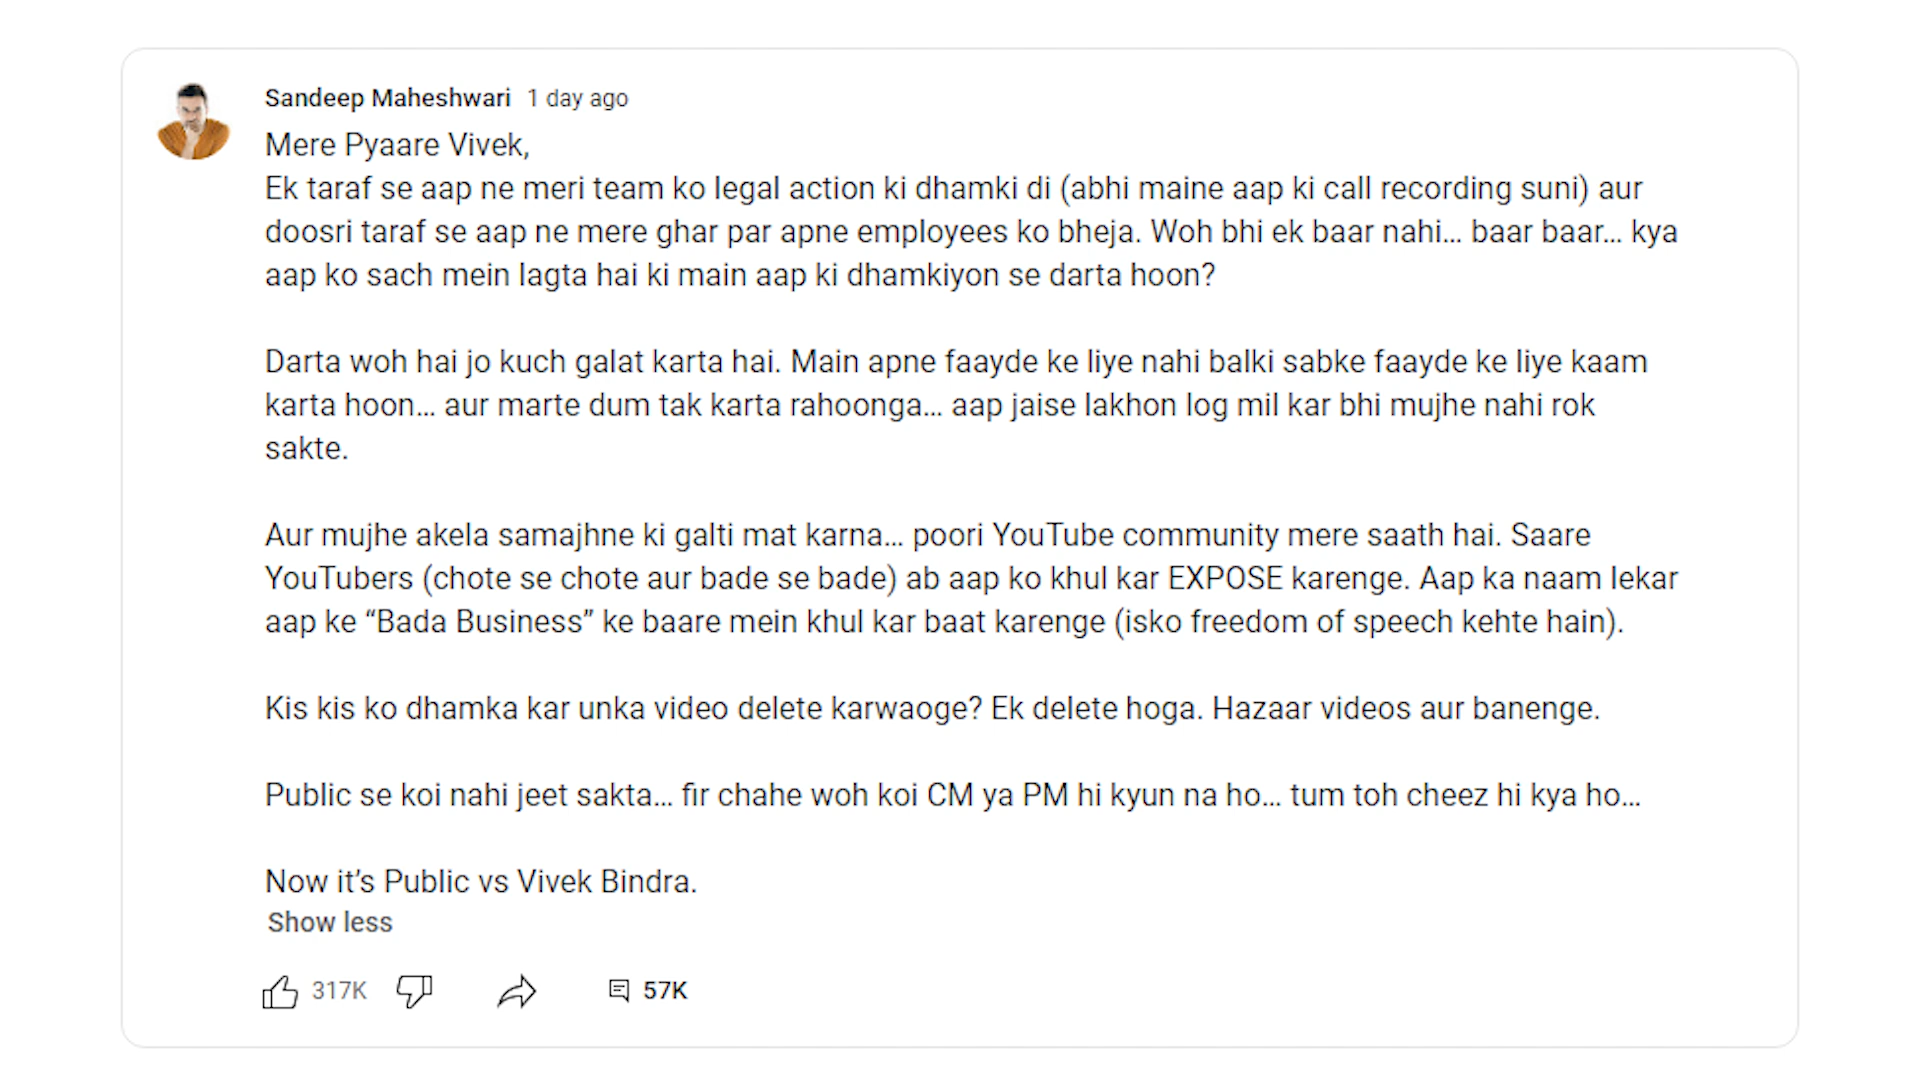 Sandeep Maheshwari 1 day ago
Mere Pyaare Vivek,
Ek taraf se aap ne meri team ko legal action ki dhamki di (abhi maine aap ki call recording suni) aur
doosri taraf se aap ne mere ghar par apne employees ko bheja. Woh bhi ek baar nahi... baar baar... kya
aap ko sach mein lagta hai ki main aap ki dhamkiyon se darta hoon?
Darta woh hai jo kuch galat karta hai. Main apne faayde ke liye nahi balki sabke faayde ke liye kaam
karta hoon... aur marte dum tak karta rahoonga... aap jaise lakhon log mil kar bhi mujhe nahi rok
sakte.
Aur mujhe akela samajhne ki galti mat karna... poori YouTube community mere saath hai. Saare
YouTubers (chote se chote aur bade se bade) ab aap ko khul kar EXPOSE karenge. Aap ka naam lekar
aap ke “Bada Business” ke baare mein khul kar baat karenge (isko freedom of speech kehte hain).
Kis kis ko dhamka kar unka video delete karwaoge? Ek delete hoga. Hazaar videos aur banenge.
Public se koi nahi jeet sakta... fir chahe woh koi CM ya PM hi kyun na ho... tum toh cheez hi kya ho...
Now it’s Public vs Vivek Bindra.
Show less
317K 57K